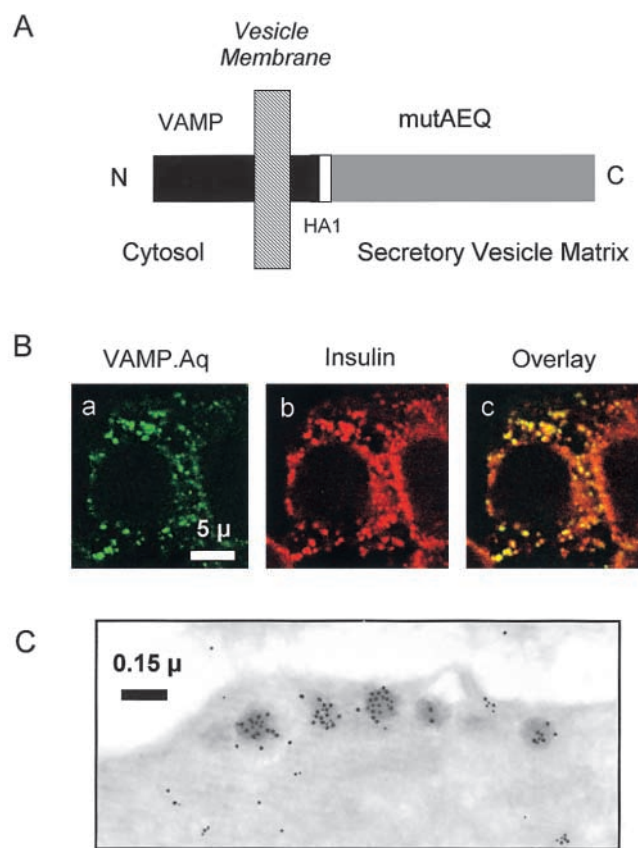 A
Vesicle
Membrane
VAMP
mutAEQ
N
C
HA1
Cytosol
Secretory Vesicle Matrix
B
VAMP.Aq
Insulin
Overlay
a
b
c
5 µ
C
0.15 µ